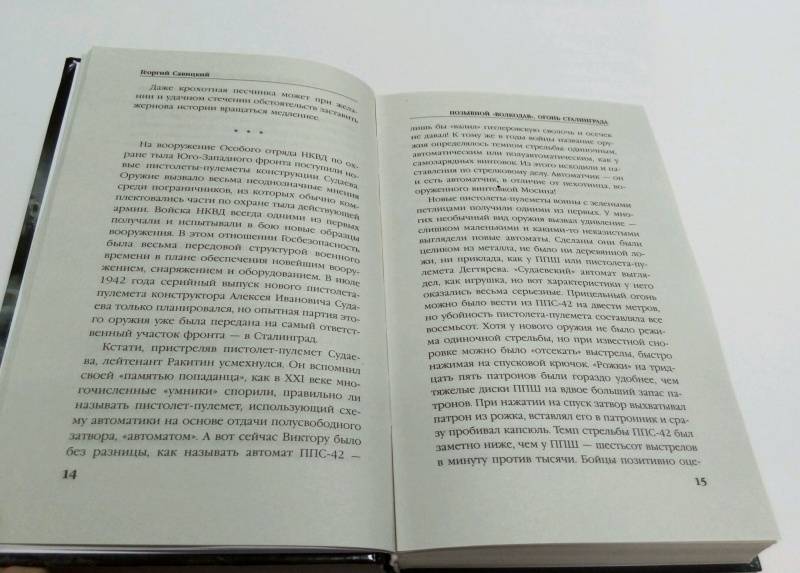 Георгий Савицкий
Даже крохотная песчинка может при жела-
нии и удачном стечении обстоятельств заставить
жернова истории вращаться медленнее.
* * *
На вооружение Особого отряда НКВД по ох-
ране тыла Юго-Западного фронта поступили но-
вые пистолеты-пулеметы конструкции Судаева.
Оружие вызвало весьма неоднозначные мнения
среди пограничников, из которых обычно ком-
плектовались части по охране тыла действующей
армии. Войска НКВД всегда одними из первых
получали и испытывали в бою новые образцы
вооружения. В этом отношении Госбезопасность
была весьма передовой структурой военного
времени в плане обеспечения новейшим воору-
жением, снаряжением и оборудованием. В июле
1942 года серийный выпуск нового пистолета-
пулемета конструктора Алексея Ивановича Суда-
ева только планировался, но опытная партия это-
го оружия уже была передана на самый ответст-
венный участок фронта — в Сталинград.
Кстати, пристреляв пистолет-пулемет Судае-
ва, лейтенант Ракитин усмехнулся. Он вспомнил
своей «памятью попаданца», как в XXI веке мно-
гочисленные «умники» спорили, правильно ли
называть пистолет-пулемет, использующий схе-
му автоматики на основе отдачи полусвободного
затвора, «автоматом». А вот сейчас Виктору было
без разницы, как называть автомат ППС-42 —
14
ПОЗЫВНОЙ «ВОЛКОДАВ». ОГОНЬ СТАЛИНГРАДА
лишь бы «валил» гитлеровскую сволочь и осечек
не давал! К тому же в годы войны название ору-
жия определялось темпом стрельбы одиночным,
автоматическим или полуавтоматическим, как у
самозарядных винтовок. Из этого исходили и на-
ставления по стрелковому делу. Автоматчик — он
и есть автоматчик, в отличие от пехотинца, во-
оруженного винтовкой Мосина!
Новые пистолеты-пулеметы воины с зелеными
петлицами получили одними из первых. У мно-
гих необычный вид оружия вызвал удивление —
слишком маленькими и какими-то неказистыми
выглядели новые автоматы. Сделаны они были
целиком из металла, не было ни деревянной ло-
жи, ни приклада, как у ППШ или пистолета-пу-
лемета Дегтярева. «Судаевский» автомат выгля-
дел, как игрушка, но вот характеристики у него
оказались весьма серьезные. Прицельный огонь
можно было вести из ППС-42 на двести метров,
но убойность пистолета-пулемета составляла все
восемьсот. Хотя у нового оружия не было режи-
ма одиночной стрельбы, но при известной сно-
ровке можно было «отсекать» выстрелы, быстро
нажимая на спусковой крючок. «Рожки» на трид-
цать пять патронов были гораздо удобнее, чем
тяжелые диски ППШ на вдвое больший запас па-
тронов. При нажатии на спуск затвор выхватывал
патрон из рожка, вставлял его в патронник и сра-
зу пробивал капсюль. Темп стрельбы ППС-42 был
заметно ниже, чем у ППШ — шестьсот выстрелов
в минуту против тысячи. Бойцы позитивно оце-
15